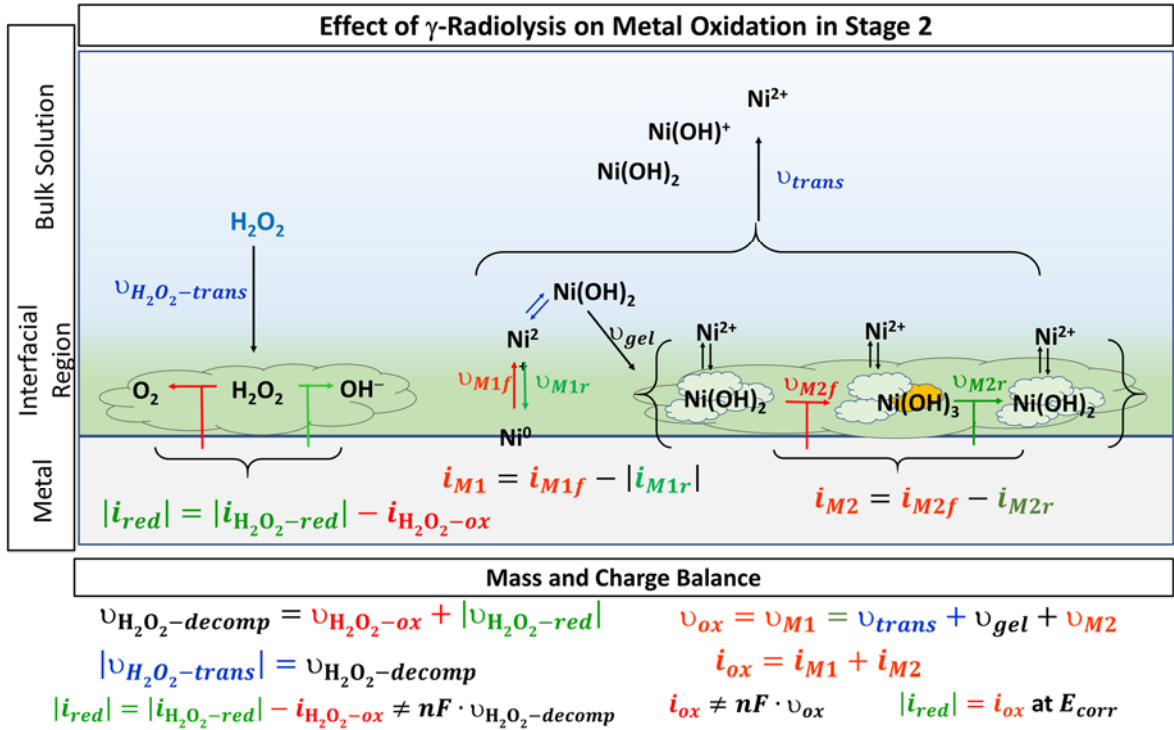 Effect of γ-Radiolysis on Metal Oxidation in Stage 2
Bulk Solution
Interfacial
Region
Metal
Ni²⁺
Ni(OH)⁺
Ni(OH)₂
υ_trans
H₂O₂
υ_H₂O₂−trans
Ni(OH)₂
Ni²
+
υ_gel
υ_M1f
υ_M1r
Ni⁰
O₂
H₂O₂
OH⁻
Ni²⁺
Ni²⁺
Ni²⁺
Ni(OH)₂
υ_M2f
Ni(OH)₃
υ_M2r
Ni(OH)₂
|i_red| = |i_H₂O₂−red| − i_H₂O₂−ox
i_M1 = i_M1f − |i_M1r|
i_M2 = i_M2f − i_M2r
Mass and Charge Balance
υ_H₂O₂−decomp = υ_H₂O₂−ox + |υ_H₂O₂−red|
|υ_H₂O₂−trans| = υ_H₂O₂−decomp
|i_red| = |i_H₂O₂−red| − i_H₂O₂−ox ≠ nF · υ_H₂O₂−decomp
υ_ox = υ_M1 = υ_trans + υ_gel + υ_M2
i_ox = i_M1 + i_M2
i_ox ≠ nF · υ_ox
|i_red| = i_ox at E_corr